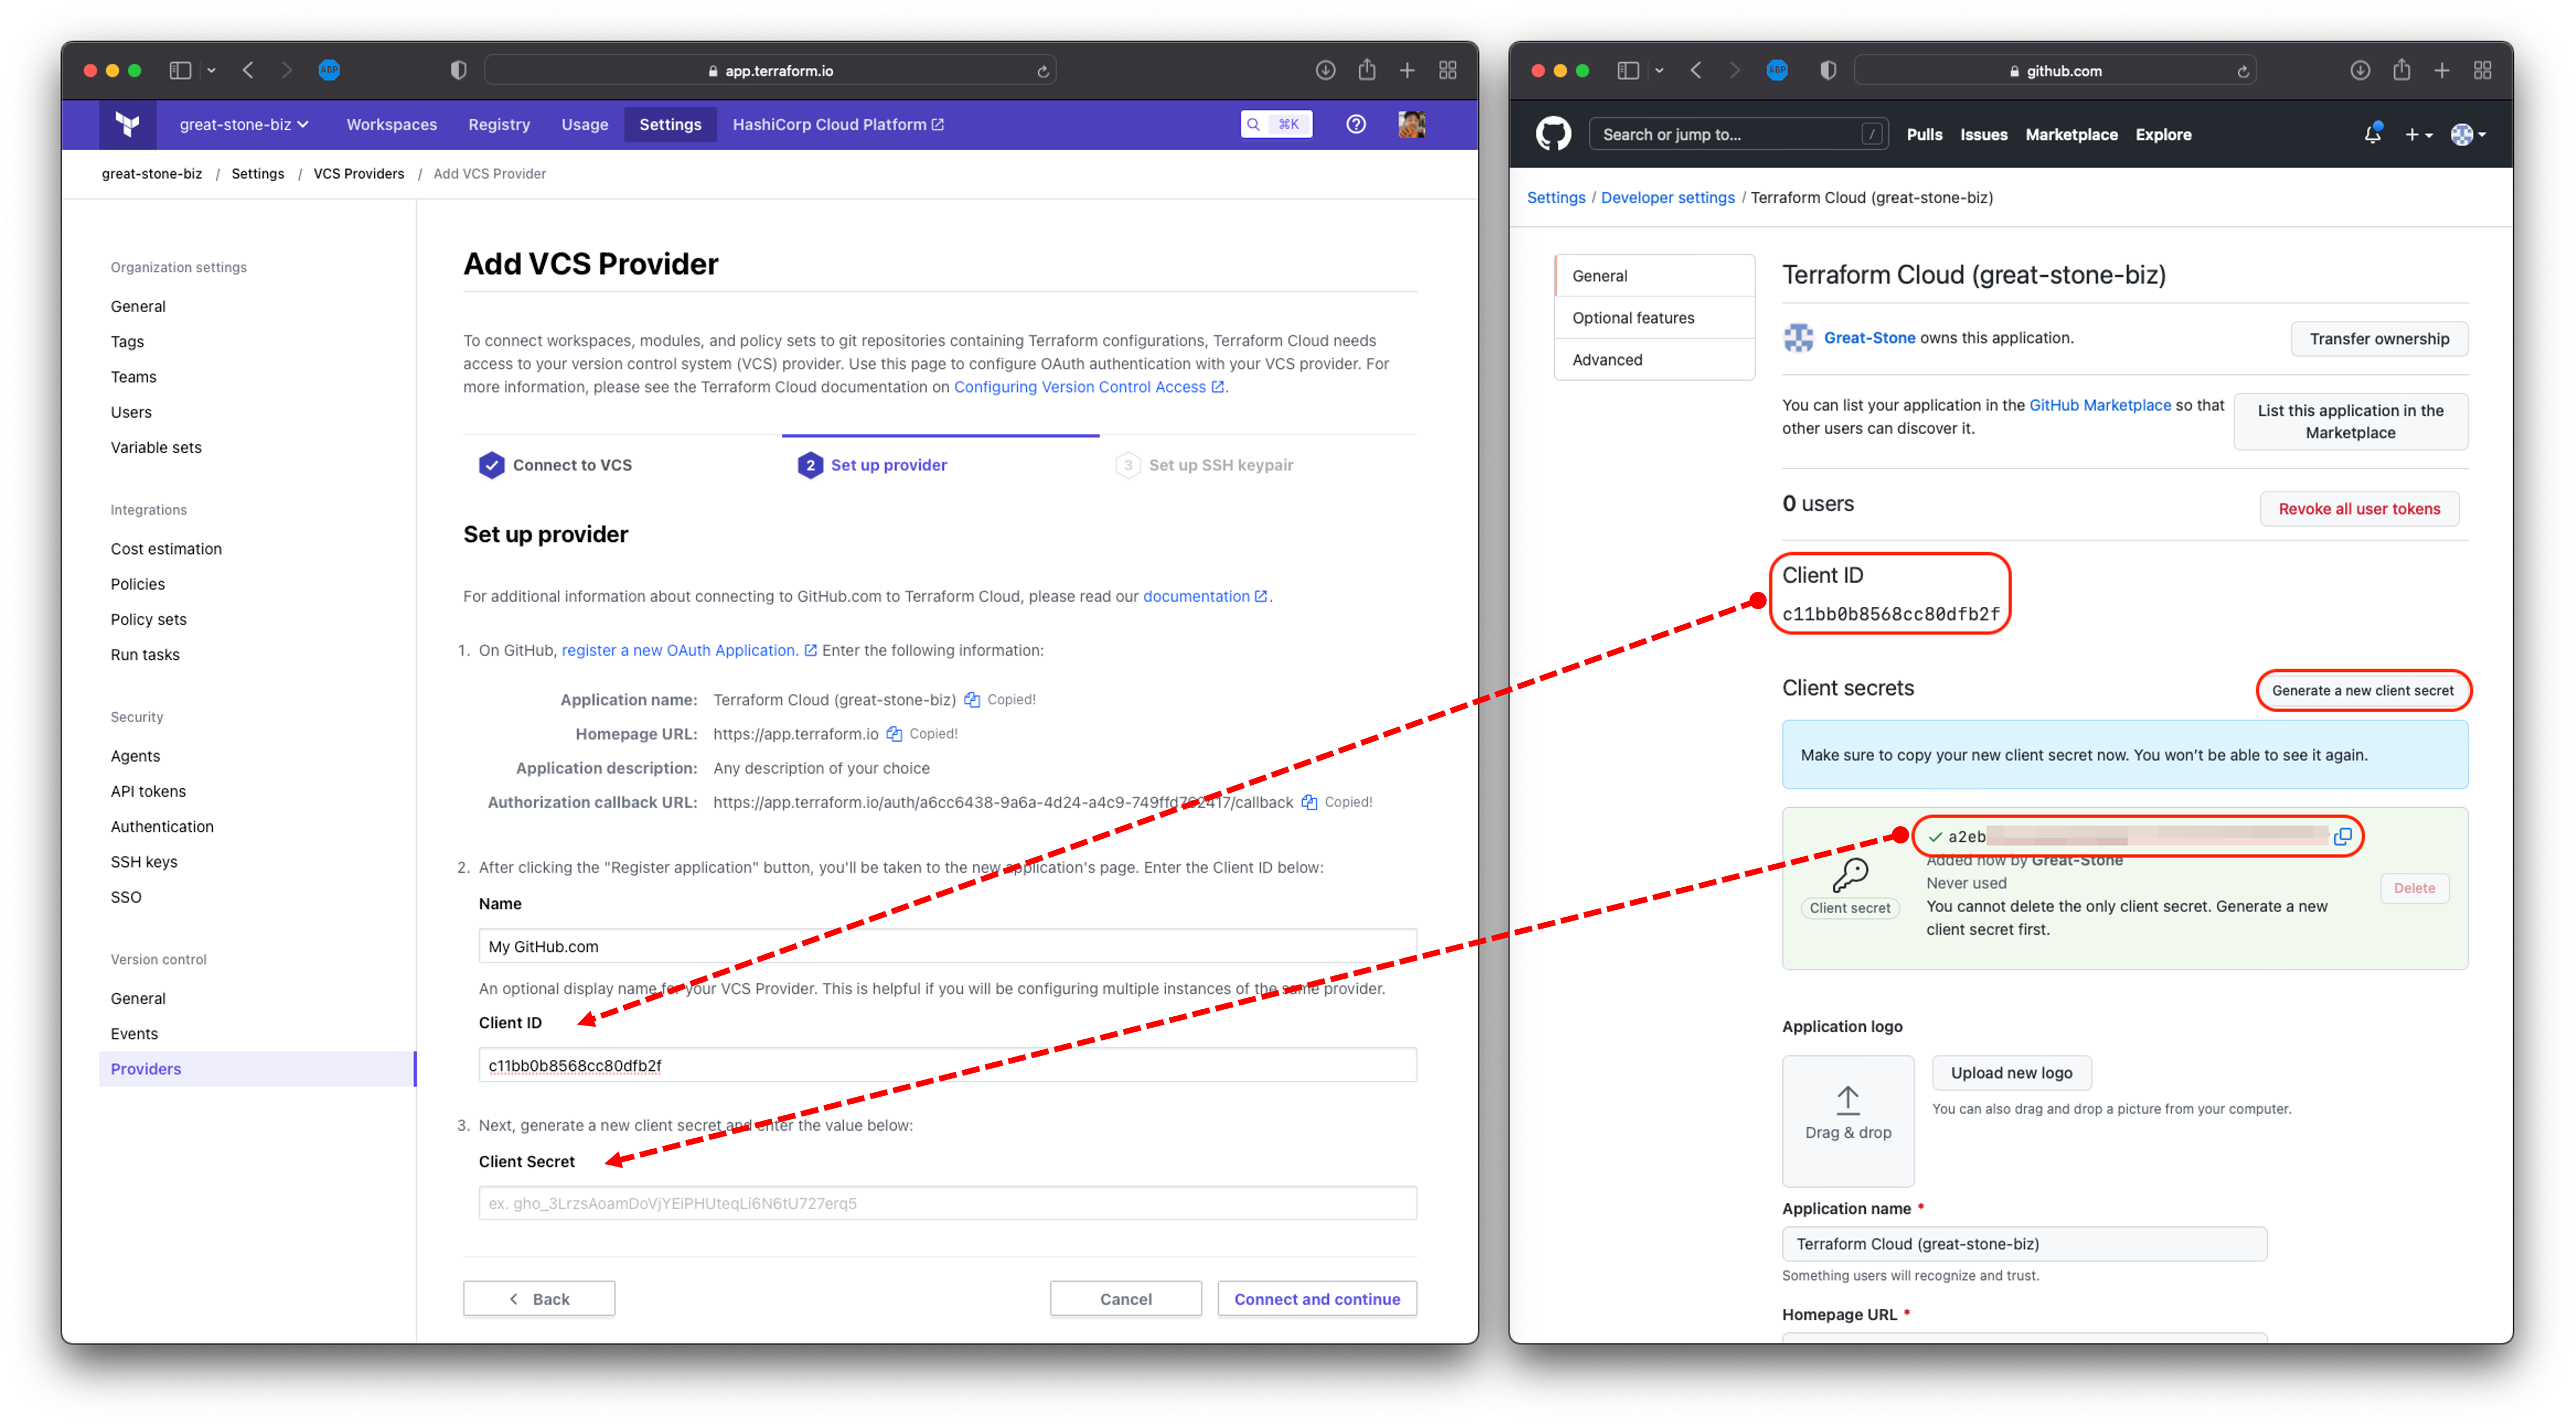 app.terraform.io
great-stone-biz Workspaces Registry Usage Settings HashiCorp Cloud Platform ⌘K
great-stone-biz / Settings / VCS Providers / Add VCS Provider
Organization settings
General
Tags
Teams
Users
Variable sets
Integrations
Cost estimation
Policies
Policy sets
Run tasks
Security
Agents
API tokens
Authentication
SSH keys
SSO
Version control
General
Events
Providers
Add VCS Provider
To connect workspaces, modules, and policy sets to git repositories containing Terraform configurations, Terraform Cloud needs
access to your version control system (VCS) provider. Use this page to configure OAuth authentication with your VCS provider. For
more information, please see the Terraform Cloud documentation on Configuring Version Control Access.
Connect to VCS 2 Set up provider 3 Set up SSH keypair
Set up provider
For additional information about connecting to GitHub.com to Terraform Cloud, please read our documentation.
1. On GitHub, register a new OAuth Application. Enter the following information:
Application name: Terraform Cloud (great-stone-biz) Copied!
Homepage URL: https://app.terraform.io Copied!
Application description: Any description of your choice
Authorization callback URL: Copied!
2. After clicking the "Register application" button, you'll be taken to the new application's page. Enter the Client ID below:
Name
My GitHub.com
An optional display name for your VCS Provider. This is helpful if you will be configuring multiple instances of the same provider.
Client ID
c11bb0b8568cc80dfb2f
3. Next, generate a new client secret and enter the value below:
Client Secret
ex. gho_3LrzsAoamDoVjYEiPHUteqLi6N6tU727erq5
Back Cancel Connect and continue
ABP
github.com
Search or jump to... / Pulls Issues Marketplace Explore
Settings / Developer settings / Terraform Cloud (great-stone-biz)
General
Optional features
Advanced
Terraform Cloud (great-stone-biz)
Great-Stone owns this application. Transfer ownership
You can list your application in the GitHub Marketplace so that
other users can discover it.
List this application in the
Marketplace
0 users Revoke all user tokens
Client ID
c11bb0b8568cc80dfb2f
Client secrets Generate a new client secret
Make sure to copy your new client secret now. You won't be able to see it again.
a2eb
Added now by Great-Stone
Never used
Client secret
You cannot delete the only client secret. Generate a new
client secret first.
Delete
Application logo
Upload new logo
You can also drag and drop a picture from your computer.
Drag & drop
Application name *
Terraform Cloud (great-stone-biz)
Something users will recognize and trust.
Homepage URL *